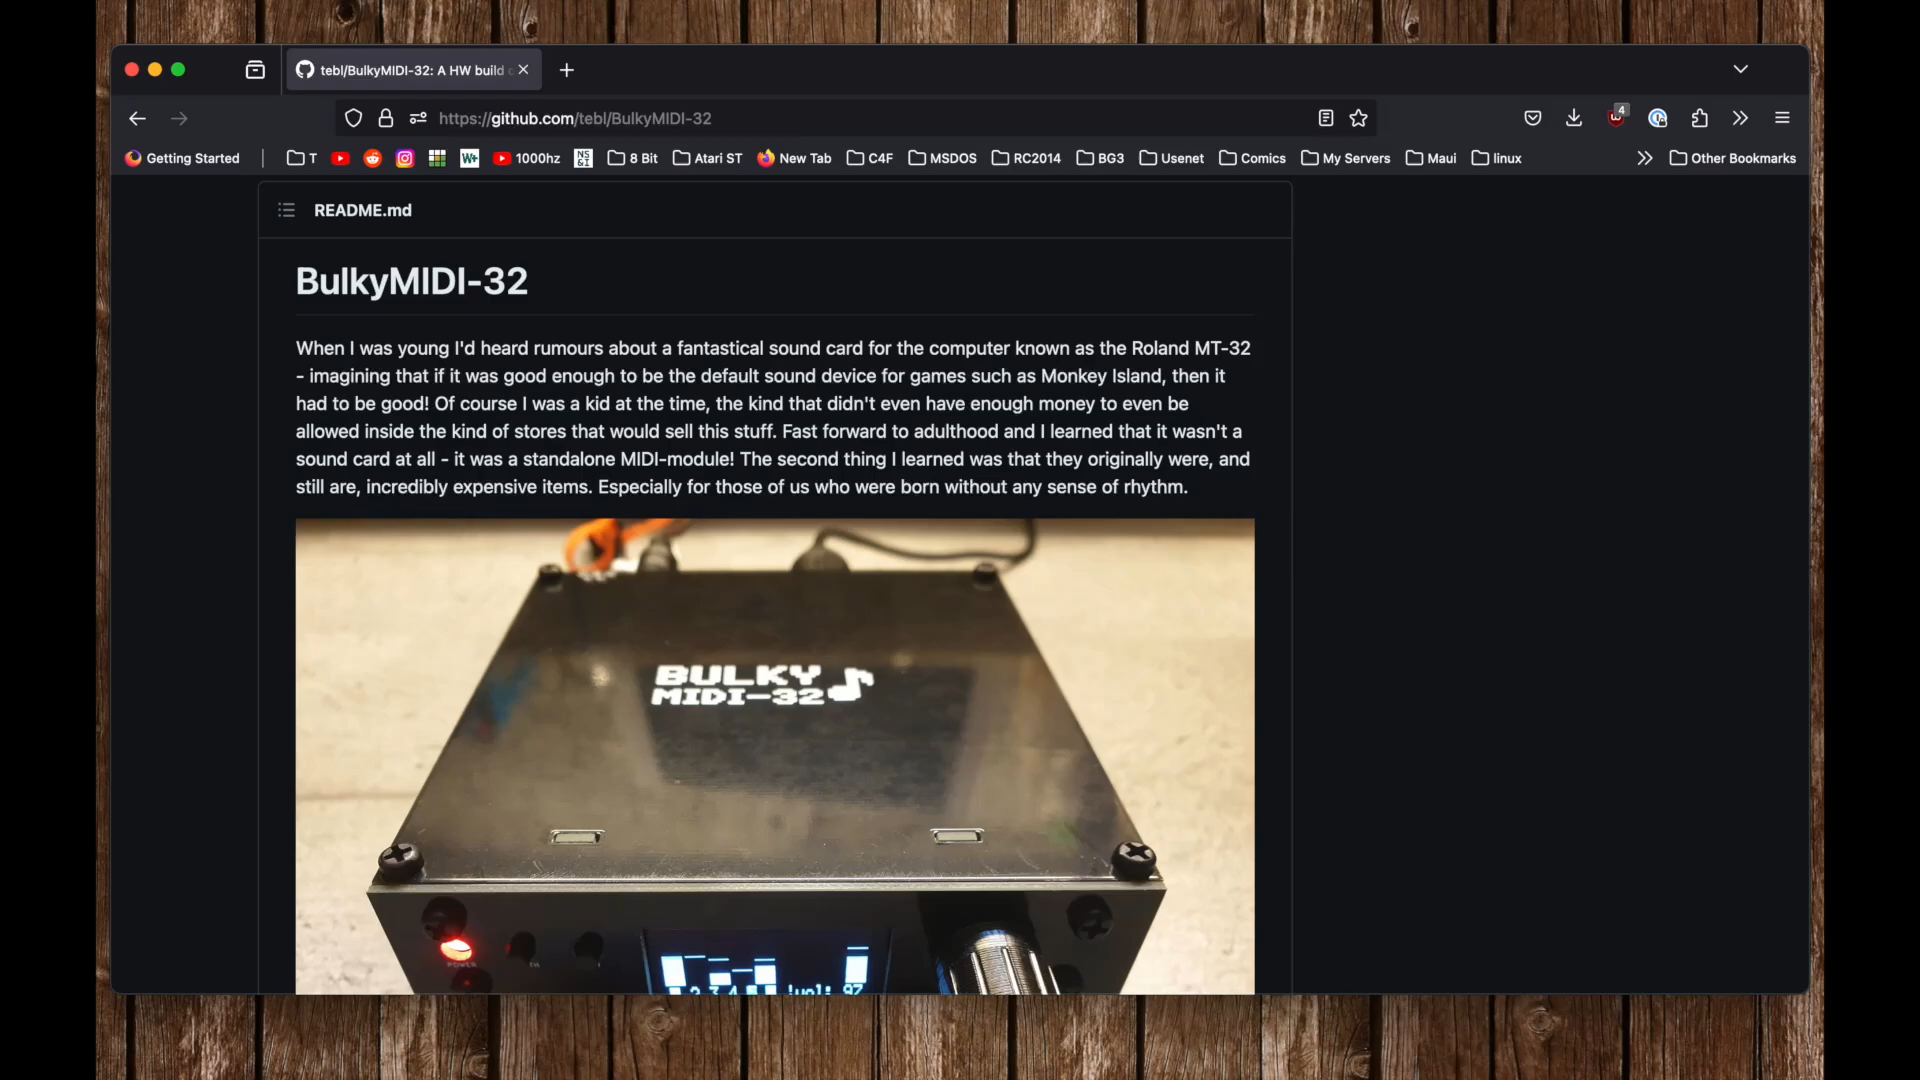 tebl/BulkyMIDI-32: A HW build
https://github.com/tebl/BulkyMIDI-32
4
Getting Started
T
1000hz
NS&I
8 Bit
Atari ST
New Tab
C4F
MSDOS
RC2014
BG3
Usenet
Comics
My Servers
Maui
linux
Other Bookmarks
README.md
BulkyMIDI-32
When I was young I'd heard rumours about a fantastical sound card for the computer known as the Roland MT-32
- imagining that if it was good enough to be the default sound device for games such as Monkey Island, then it
had to be good! Of course I was a kid at the time, the kind that didn't even have enough money to even be
allowed inside the kind of stores that would sell this stuff. Fast forward to adulthood and I learned that it wasn't a
sound card at all - it was a standalone MIDI-module! The second thing I learned was that they originally were, and
still are, incredibly expensive items. Especially for those of us who were born without any sense of rhythm.
BULKY
MIDI-32
POWER